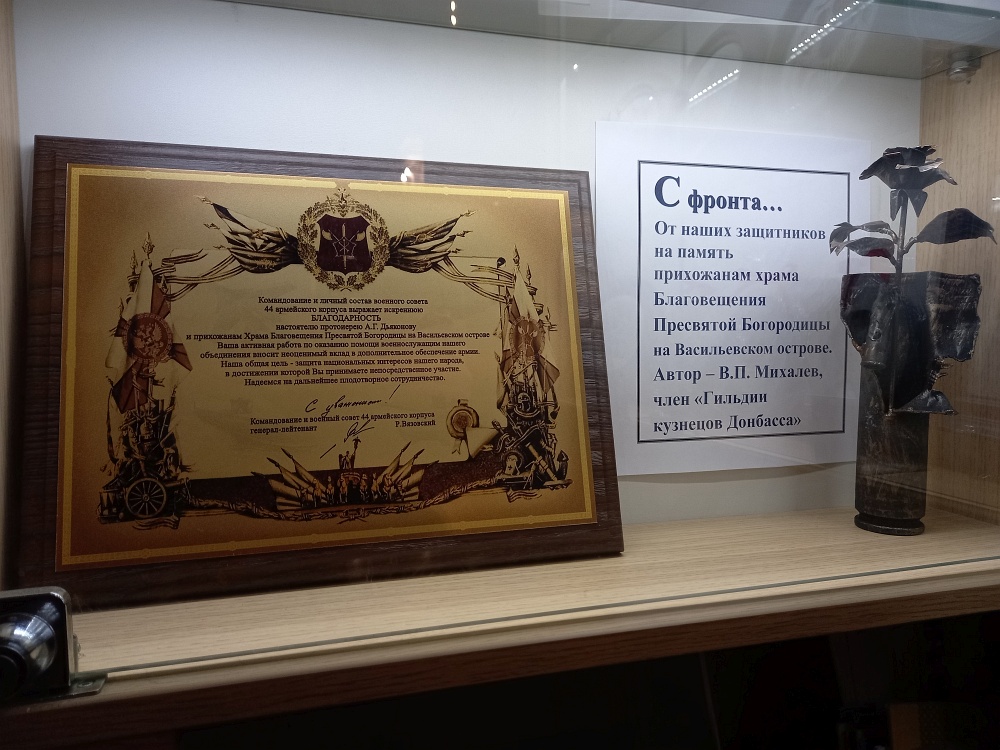 Командование и личный состав военного совета
44 армейского корпуса выражает искреннюю
БЛАГОДАРНОСТЬ
настоятелю протоиерею А.Г. Дьяконову
и прихожанам Храма Благовещения Пресвятой Богородицы на Васильевском острове
Ваша активная работа по оказанию помощи военнослужащим нашего
объединения вносит неоценимый вклад в дополнительное обеспечение армии.
Наша общая цель - защита национальных интересов нашего народа,
в достижении которой Вы принимаете непосредственное участие.
Надеемся на дальнейшее плодотворное сотрудничество.
С уважением!
Командование и военный совет 44 армейского корпуса
генерал-лейтенант Р.Вязовский
С фронта...
От наших защитников
на память
прихожанам храма
Благовещения
Пресвятой Богородицы
на Васильевском острове.
Автор – В.П. Михалев,
член «Гильдии
кузнецов Донбасса»